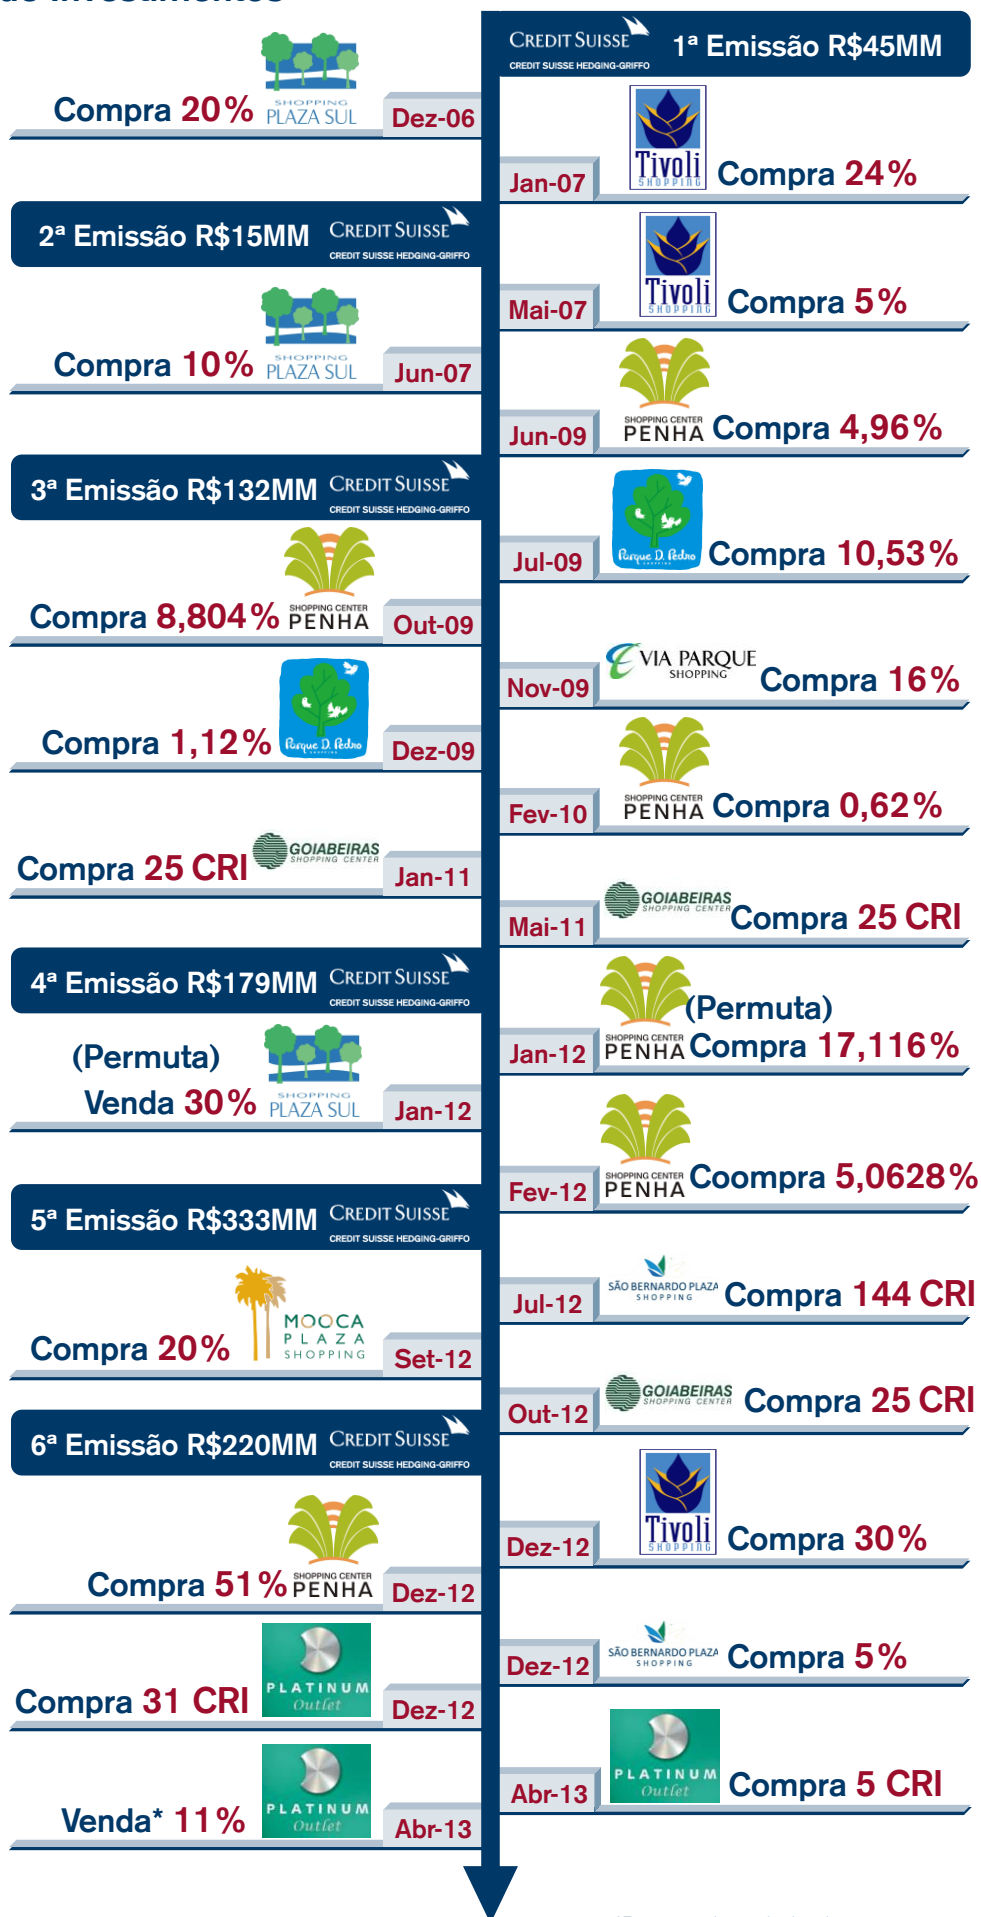 de Investimentos
CREDIT SUISSE
CREDIT SUISSE HEDGING-GRIFFO
1ª Emissão R$45MM
Compra 20%
SHOPPING
PLAZA SUL
Dez-06
Jan-07
Tivoli
SHOPPING
Compra 24%
2ª Emissão R$15MM
CREDIT SUISSE
CREDIT SUISSE HEDGING-GRIFFO
Mai-07
Tivoli
SHOPPING
Compra 5%
Compra 10%
SHOPPING
PLAZA SUL
Jun-07
Jun-09
SHOPPING CENTER
PENHA
Compra 4,96%
3ª Emissão R$132MM
CREDIT SUISSE
CREDIT SUISSE HEDGING-GRIFFO
Jul-09
Parque D. Pedro
SHOPPING
Compra 10,53%
Compra 8,804%
SHOPPING CENTER
PENHA
Out-09
Nov-09
VIA PARQUE
SHOPPING
Compra 16%
Compra 1,12%
Parque D. Pedro
SHOPPING
Dez-09
Fev-10
SHOPPING CENTER
PENHA
Compra 0,62%
Compra 25 CRI
GOIABEIRAS
SHOPPING CENTER
Jan-11
Mai-11
GOIABEIRAS
SHOPPING CENTER
Compra 25 CRI
4ª Emissão R$179MM
CREDIT SUISSE
CREDIT SUISSE HEDGING-GRIFFO
Jan-12
SHOPPING CENTER
PENHA
(Permuta)
Compra 17,116%
(Permuta)
Venda 30%
SHOPPING
PLAZA SUL
Jan-12
Fev-12
SHOPPING CENTER
PENHA
Coompra 5,0628%
5ª Emissão R$333MM
CREDIT SUISSE
CREDIT SUISSE HEDGING-GRIFFO
Jul-12
SÃO BERNARDO PLAZA
SHOPPING
Compra 144 CRI
Compra 20%
MOOCA
PLAZA
SHOPPING
Set-12
Out-12
GOIABEIRAS
SHOPPING CENTER
Compra 25 CRI
6ª Emissão R$220MM
CREDIT SUISSE
CREDIT SUISSE HEDGING-GRIFFO
Dez-12
Tivoli
SHOPPING
Compra 30%
Compra 51%
SHOPPING CENTER
PENHA
Dez-12
Dez-12
SÃO BERNARDO PLAZA
SHOPPING
Compra 5%
Compra 31 CRI
PLATINUM
Outlet
Dez-12
Abr-13
PLATINUM
Outlet
Compra 5 CRI
Venda* 11%
PLATINUM
Outlet
Abr-13